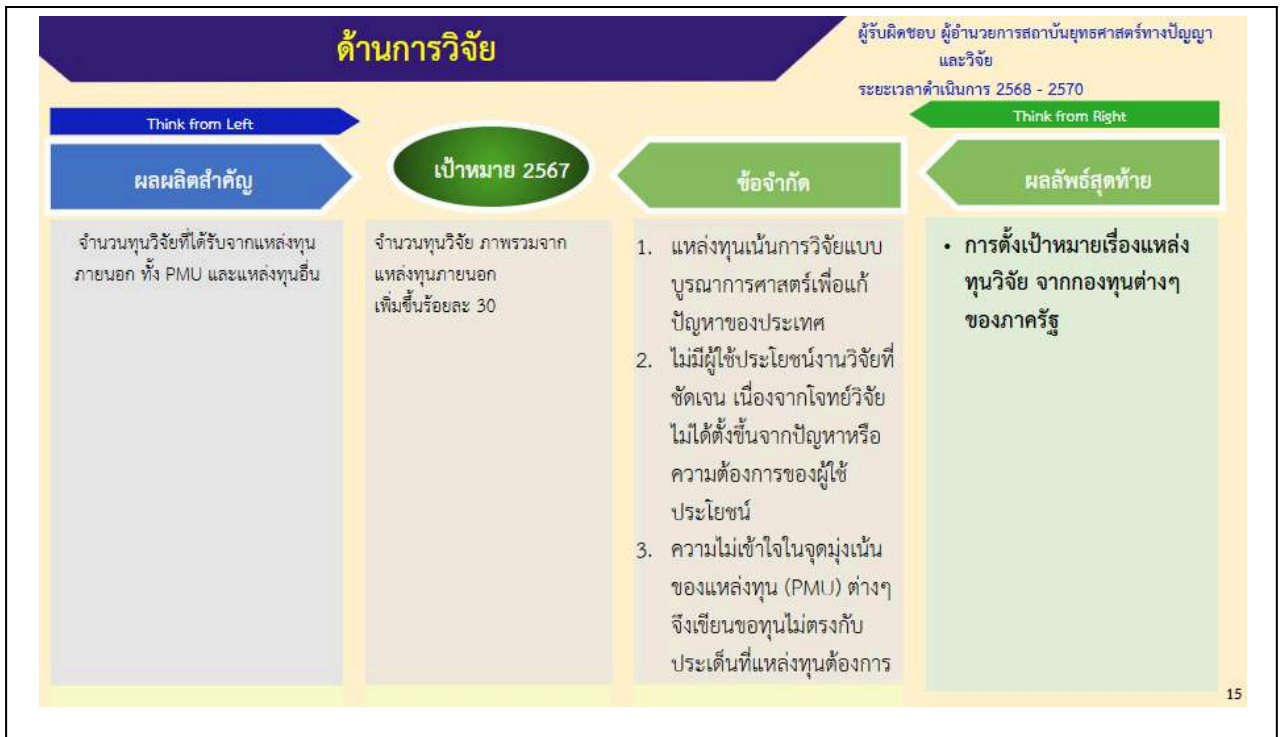 ด้านการวิจัย
ผู้รับผิดชอบ ผู้อำนวยการสถาบันยุทธศาสตร์ทางปัญญา
และวิจัย
ระยะเวลาดำเนินการ 2568 - 2570
Think from Left
Think from Right
ผลผลิตสำคัญ
เป้าหมาย 2567
ข้อจำกัด
ผลลัพธ์สุดท้าย
จำนวนทุนวิจัยที่ได้รับจากแหล่งทุน
ภายนอก ทั้ง PMU และแหล่งทุนอื่น
จำนวนทุนวิจัย ภาพรวมจาก
แหล่งทุนภายนอก
เพิ่มขึ้นร้อยละ 30
1. แหล่งทุนเน้นการวิจัยแบบ
บูรณาการศาสตร์เพื่อแก้
ปัญหาของประเทศ
2. ไม่มีผู้ใช้ประโยชน์งานวิจัยที่
ชัดเจน เนื่องจากโจทย์วิจัย
ไม่ได้ตั้งขึ้นจากปัญหาหรือ
ความต้องการของผู้ใช้
ประโยชน์
3. ความไม่เข้าใจในจุดมุ่งเน้น
ของแหล่งทุน (PMU) ต่างๆ
จึงเขียนขอทุนไม่ตรงกับ
ประเด็นที่แหล่งทุนต้องการ
• การตั้งเป้าหมายเรื่องแหล่ง
ทุนวิจัย จากกองทุนต่างๆ
ของภาครัฐ
15